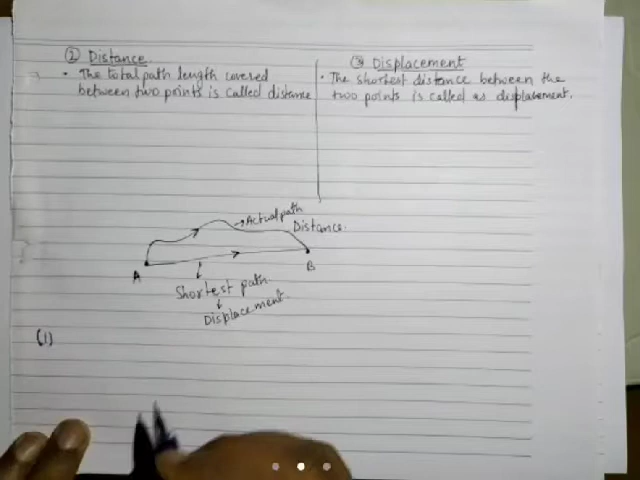 ② Distance
• The total path length covered
between two points is called distance
③ Displacement
• The shortest distance between the
two points is called as displacement.
Actual path
Distance.
A
B
Shortest path
Displacement.
(1)